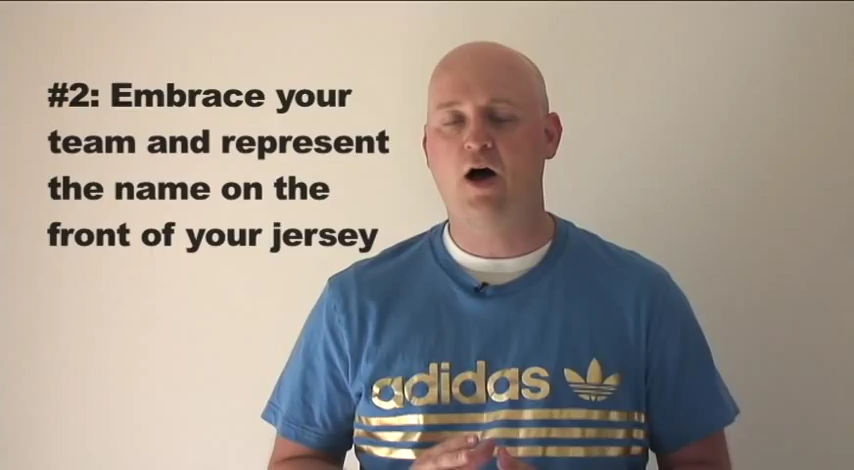 #2: Embrace your
team and represent
the name on the
front of your jersey
adidas